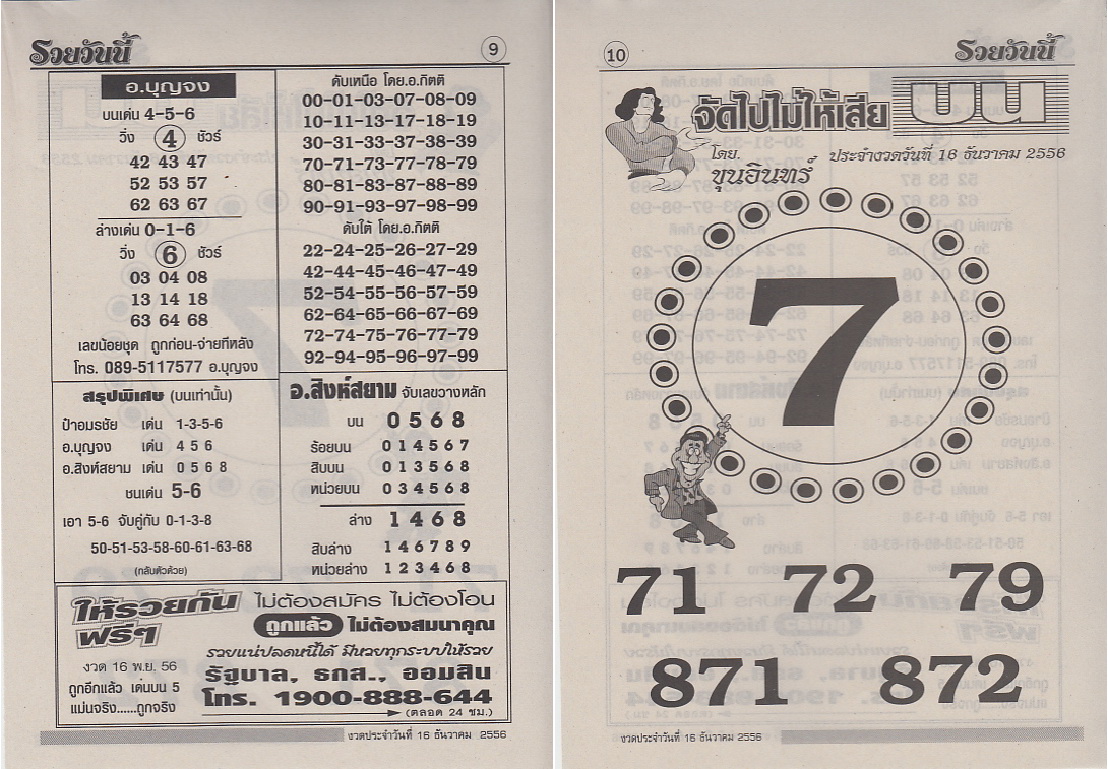 รวยวันนี้
9
อ.บุญจง
บนเด่น 4-5-6
วิ่ง 4 ชัวร์
42 43 47
52 53 57
62 63 67
ล่างเด่น 0-1-6
วิ่ง 6 ชัวร์
03 04 08
13 14 18
63 64 68
เลขน้อยชุด ถูกก่อน-จ่ายทีหลัง
โทร. 089-5117577 อ.บุญจง
ดับเหนือ โดย.อ.กิตติ
00-01-03-07-08-09
10-11-13-17-18-19
30-31-33-37-38-39
70-71-73-77-78-79
80-81-83-87-88-89
90-91-93-97-98-99
ดับใต้ โดย.อ.กิตติ
22-24-25-26-27-29
42-44-45-46-47-49
52-54-55-56-57-59
62-64-65-66-67-69
72-74-75-76-77-79
92-94-95-96-97-99
สรุปพิเศษ (บนเท่านั้น)
ป๋าอมรชัย เด่น 1-3-5-6
อ.บุญจง เด่น 4 5 6
อ.สิงห์สยาม เด่น 0 5 6 8
ชนเด่น 5-6
เอา 5-6 จับคู่กับ 0-1-3-8
50-51-53-58-60-61-63-68
(กลับตัวด้วย)
อ.สิงห์สยาม จับเลขวางหลัก
บน 0 5 6 8
ร้อยบน 0 1 4 5 6 7
สิบบน 0 1 3 5 6 8
หน่วยบน 0 3 4 5 6 8
ล่าง 1 4 6 8
สิบล่าง 1 4 6 7 8 9
หน่วยล่าง 1 2 3 4 6 8
ให้รวยกัน
ฟรีๆ
งวด 16 พ.ย. 56
ถูกอีกแล้ว เด่นบน 5
แม่นจริง......ถูกจริง
ไม่ต้องสมัคร ไม่ต้องโอน
ถูกแล้ว ไม่ต้องสมนาคุณ
รวยแน่ปลดหนี้ได้ มีหวยทุกระบบให้รวย
รัฐบาล, ธกส., ออมสิน
โทร. 1900-888-644
(ตลอด 24 ชม.)
งวดประจำวันที่ 16 ธันวาคม 2556
10
รวยวันนี้
จัดไปไม่ให้เสีย บน
โดย.
ขุนอินทร์
ประจำงวดวันที่ 16 ธันวาคม 2556
7
71 72 79
871 872
งวดประจำวันที่ 16 ธันวาคม 2556